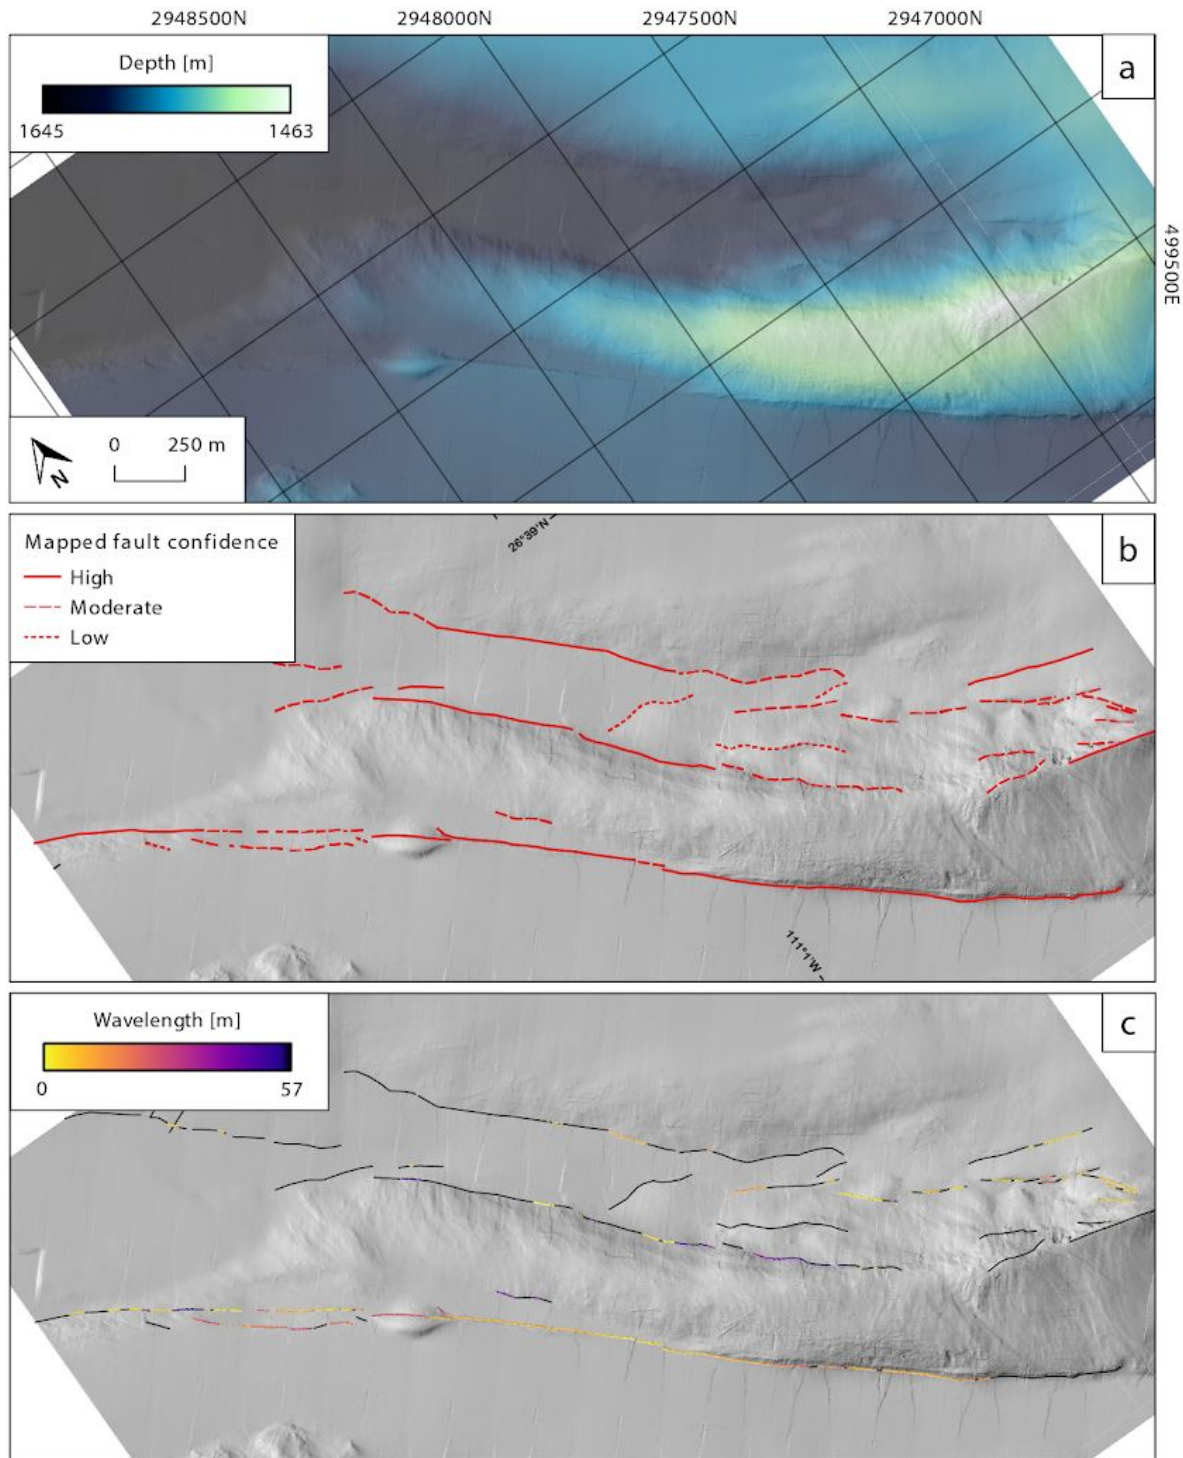 2948500N 2948000N 2947500N 2947000N
Depth [m]
1645 1463
a
499500E
0 250 m
N
Mapped fault confidence
High
Moderate
Low
26°39'N
b
111°1'W
Wavelength [m]
0 57
c